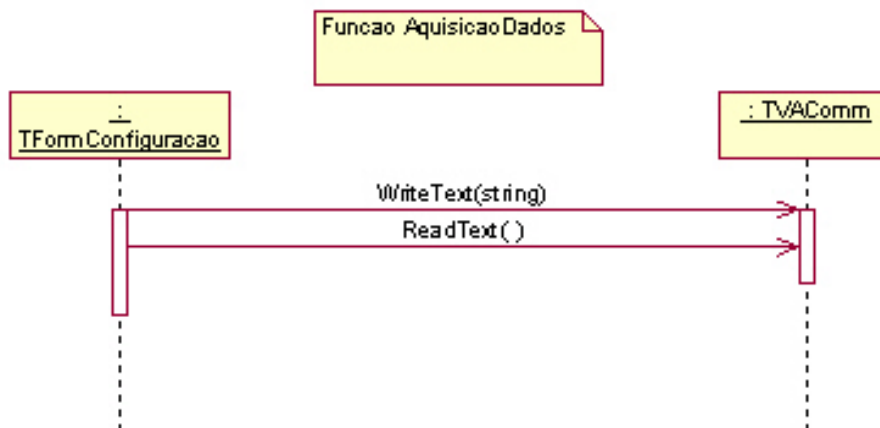 Funcao AquisicaoDados
:
TFormConfiguracao
: TVAComm
WriteText(string)
ReadText( )